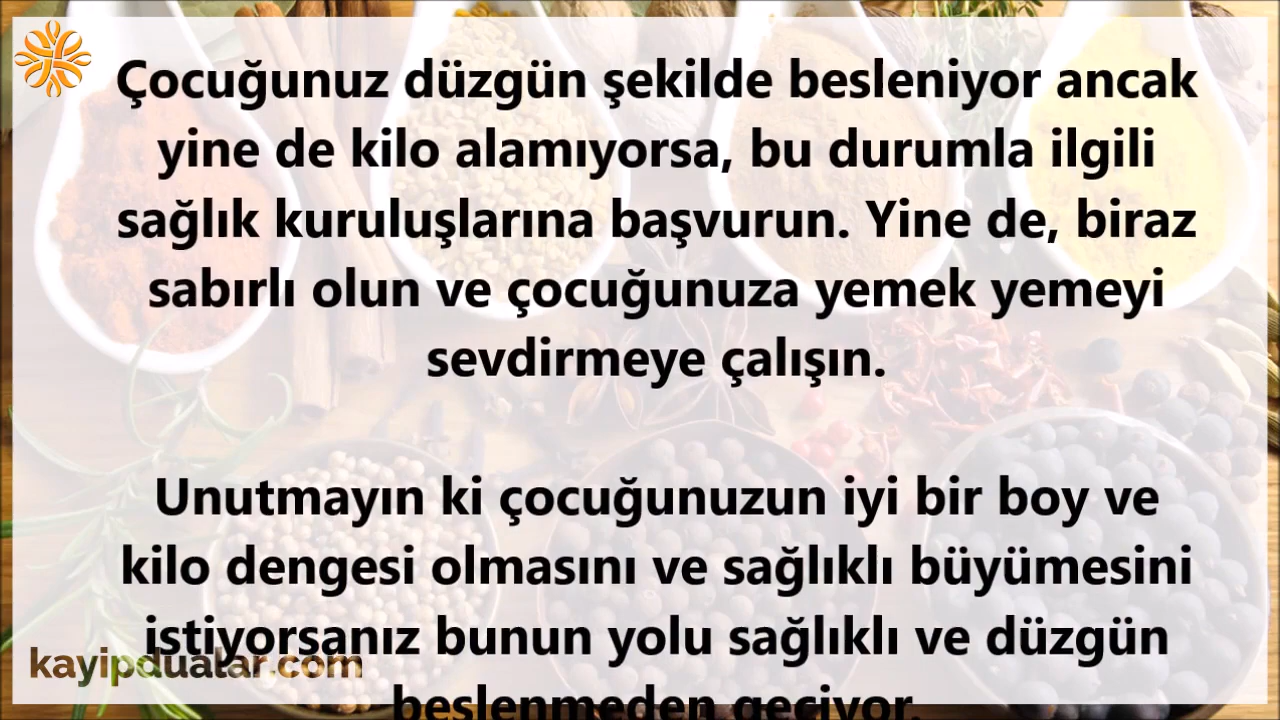 Çocuğunuz düzgün şekilde besleniyor ancak
yine de kilo alamıyorsa, bu durumla ilgili
sağlık kuruluşlarına başvurun. Yine de, biraz
sabırlı olun ve çocuğunuza yemek yemeyi
sevdirmeye çalışın.
Unutmayın ki çocuğunuzun iyi bir boy ve
kilo dengesi olmasını ve sağlıklı büyümesini
istiyorsanız bunun yolu sağlıklı ve düzgün
kayipdualar.com
beslenmeden geçiyor.